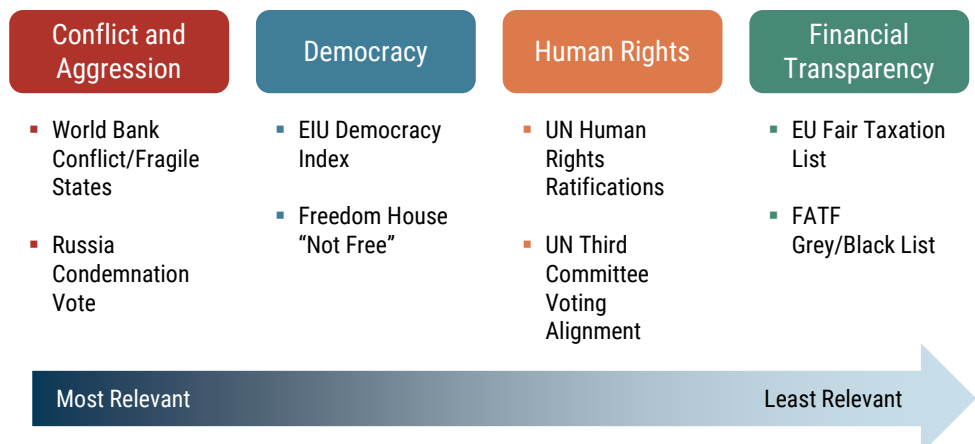 Conflict and
Aggression
▪ World Bank
Conflict/Fragile
States
▪ Russia
Condemnation
Vote
Democracy
▪ EIU Democracy
Index
▪ Freedom House
“Not Free”
Human Rights
▪ UN Human
Rights
Ratifications
▪ UN Third
Committee
Voting
Alignment
Financial
Transparency
▪ EU Fair Taxation
List
▪ FATF
Grey/Black List
Most Relevant
Least Relevant